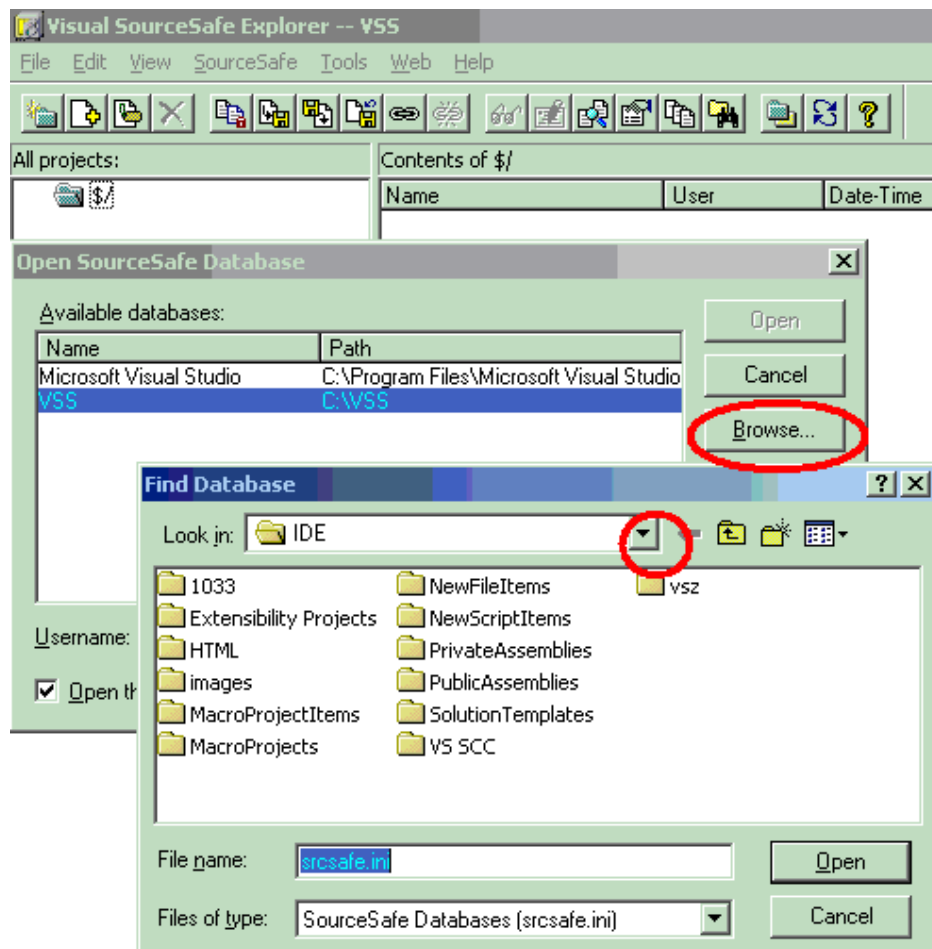 Visual SourceSafe Explorer -- VSS
File Edit View SourceSafe Tools Web Help
All projects: Contents of $/
$/ Name User Date-Time
Open SourceSafe Database
Available databases: Open
Name Path
Microsoft Visual Studio C:\Program Files\Microsoft Visual Studio Cancel
VSS C:\VSS
Browse...
Find Database
Look in: IDE
1033 NewFileItems vsz
Extensibility Projects NewScriptItems
Username:
HTML PrivateAssemblies
images PublicAssemblies
Open th
MacroProjectItems SolutionTemplates
MacroProjects VS SCC
File name: srcsafe.ini Open
Files of type: SourceSafe Databases (srcsafe.ini) Cancel